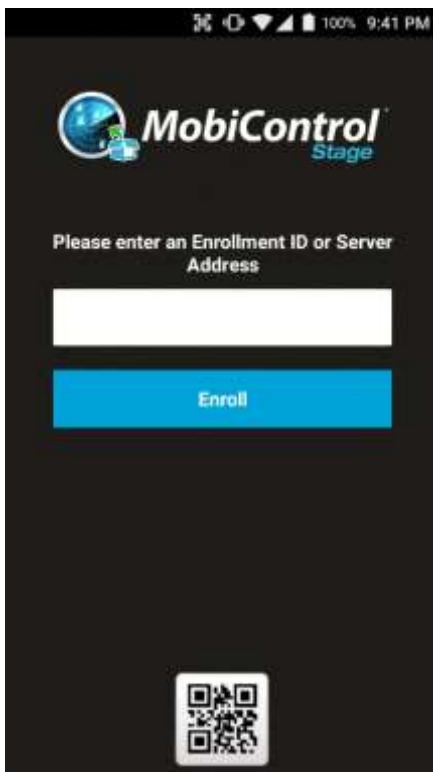 100% 9:41 PM
MobiControl
Stage
Please enter an Enrollment ID or Server
Address
Enroll